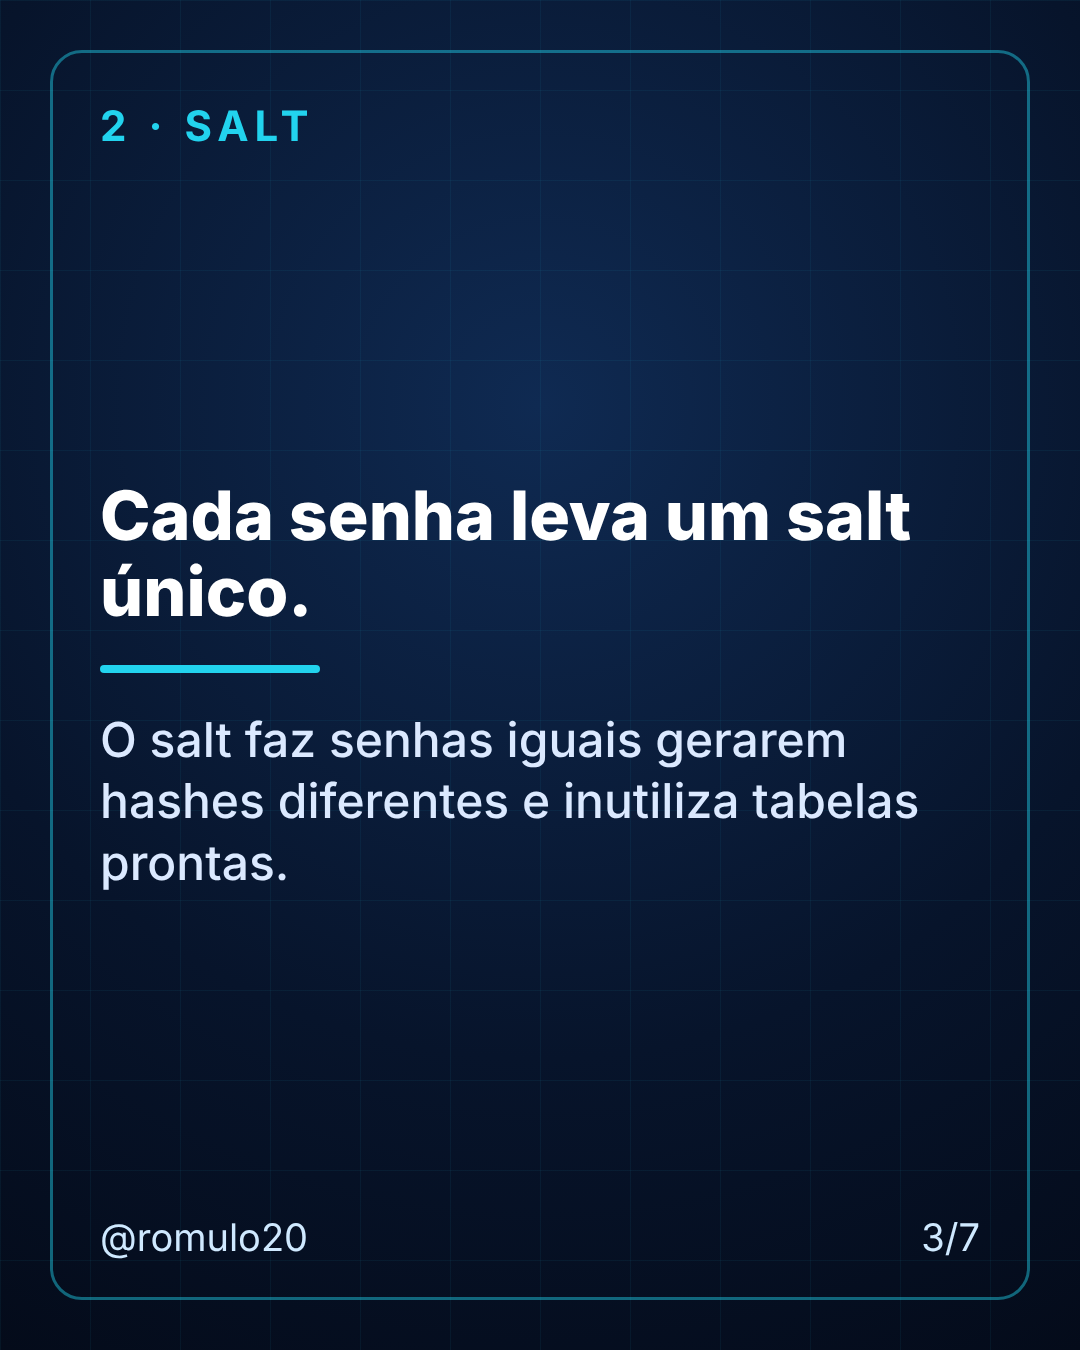 2 · SALT
Cada senha leva um salt
único.
O salt faz senhas iguais gerarem
hashes diferentes e inutiliza tabelas
prontas.
@romulo20
3/7